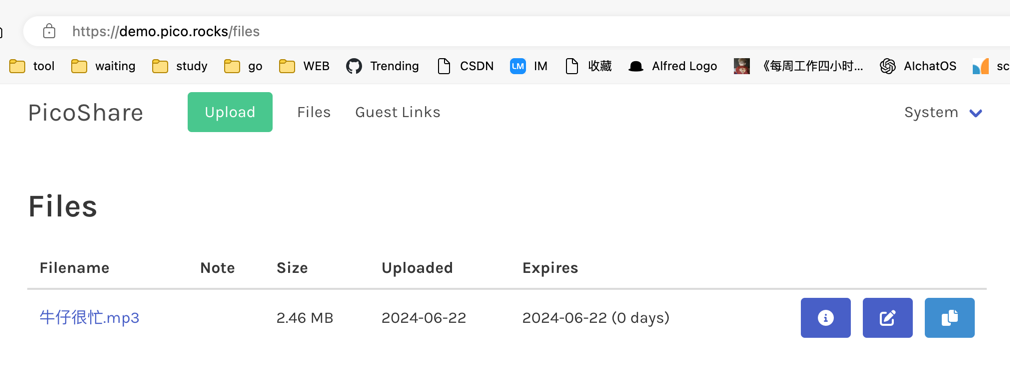 https://demo.pico.rocks/files
tool waiting study go WEB Trending CSDN LM IM 收藏 Alfred Logo 《每周工作四小时... AIchatOS sc
PicoShare Upload Files Guest Links System
Files
Filename Note Size Uploaded Expires
牛仔很忙.mp3 2.46 MB 2024-06-22 2024-06-22 (0 days)